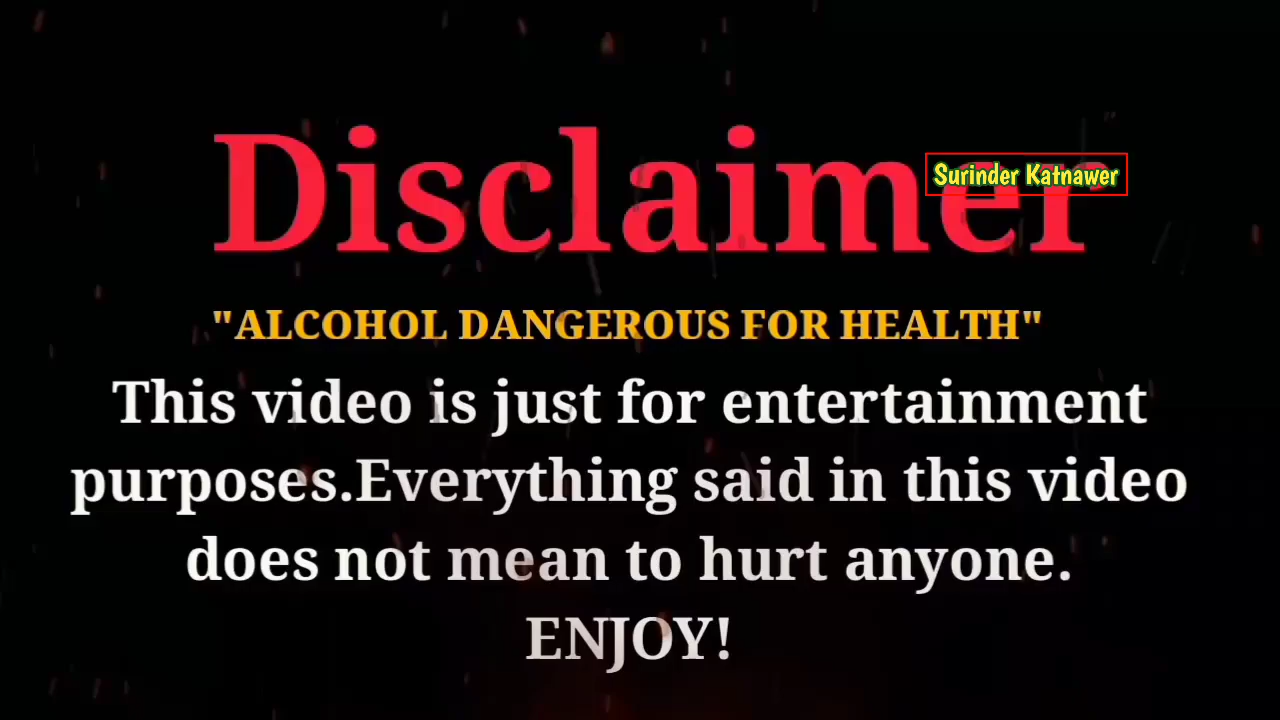 Disclaimer
Surinder Katnawer
"ALCOHOL DANGEROUS FOR HEALTH"
This video is just for entertainment
purposes.Everything said in this video
does not mean to hurt anyone.
ENJOY!